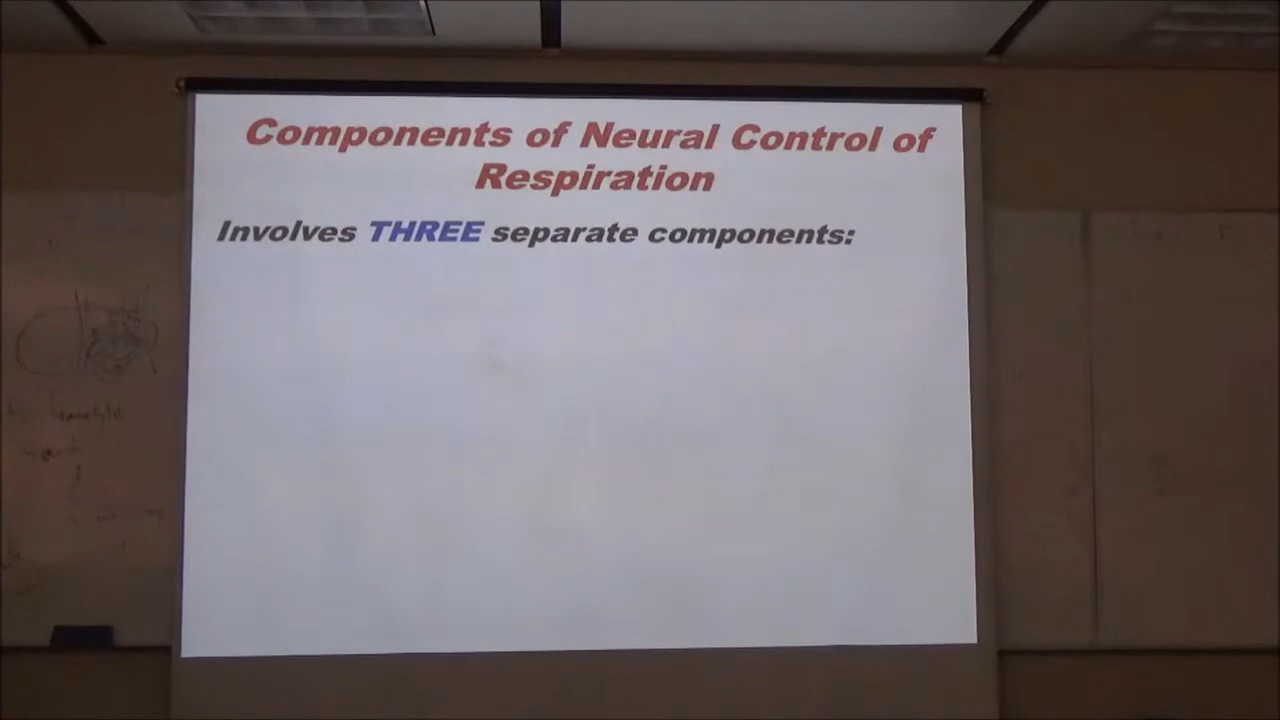 Components of Neural Control of
Respiration
Involves THREE separate components: